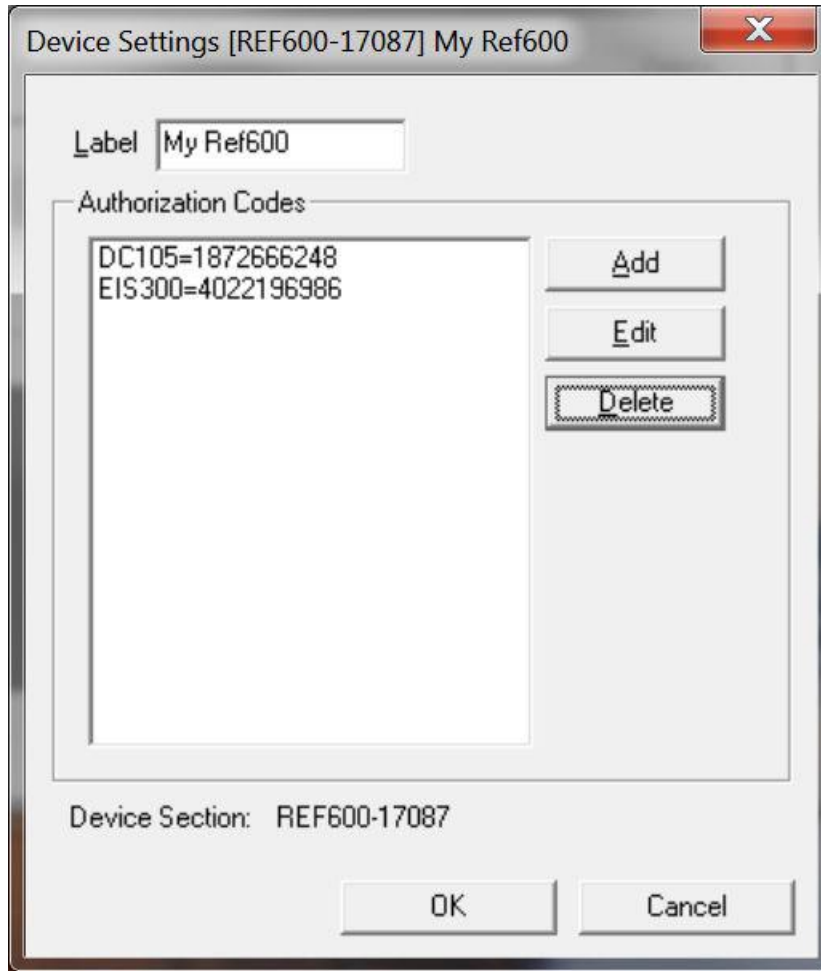 Device Settings [REF600-17087] My Ref600
Label My Ref600
Authorization Codes
DC105=1872666248
EIS300=4022196986
Add
Edit
Delete
Device Section: REF600-17087
OK Cancel